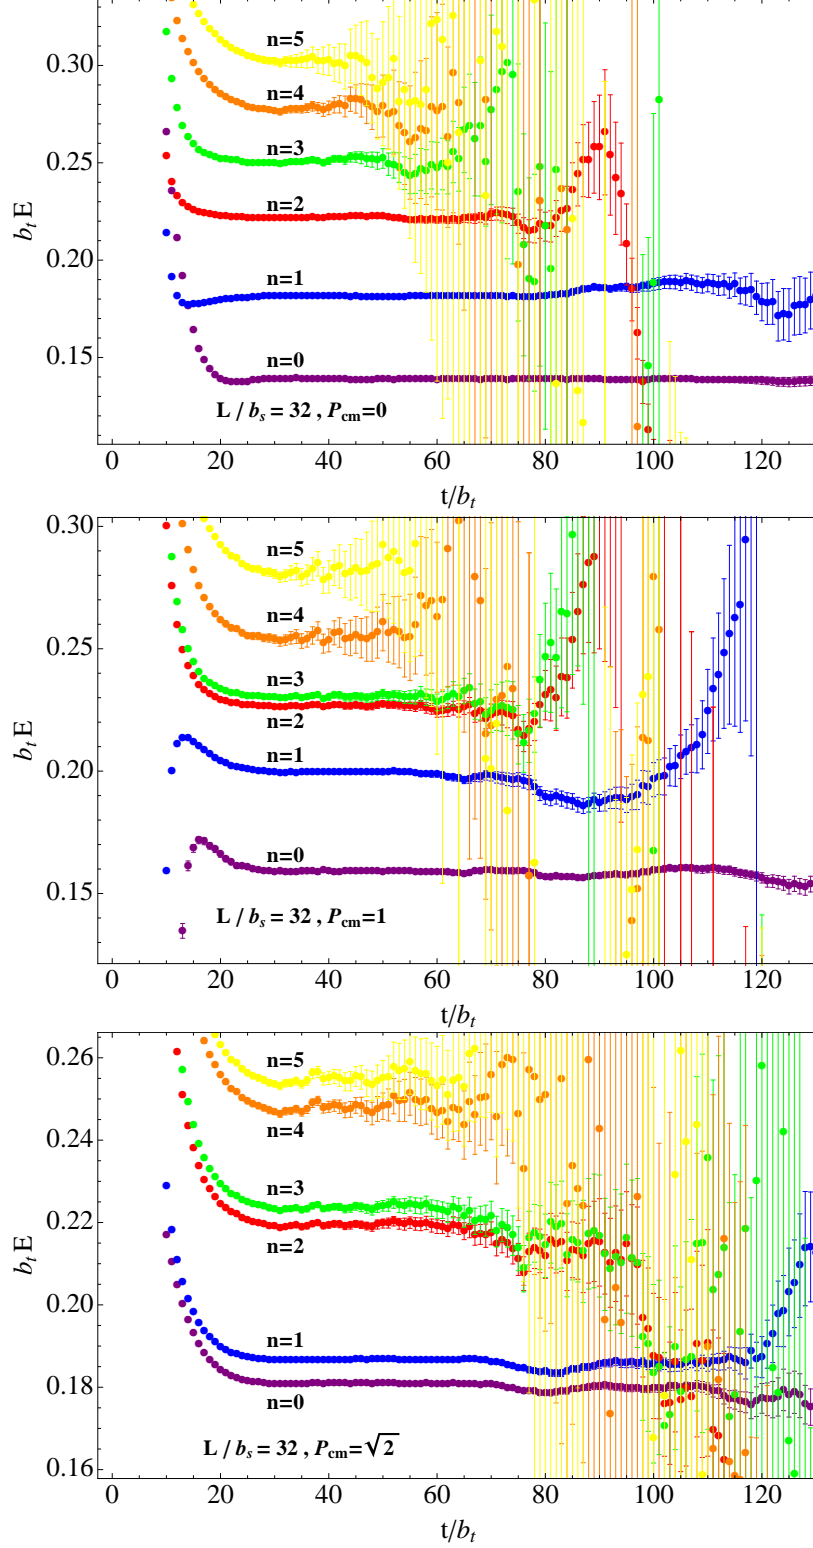 0.30
0.25
0.20
0.15
b_t E
n=5
n=4
n=3
n=2
n=1
n=0
L / b_s = 32 , P_cm=0
0 20 40 60 80 100 120
t/b_t
0.30
0.25
0.20
0.15
b_t E
n=5
n=4
n=3
n=2
n=1
n=0
L / b_s = 32 , P_cm=1
0 20 40 60 80 100 120
t/b_t
0.26
0.24
0.22
0.20
0.18
0.16
b_t E
n=5
n=4
n=3
n=2
n=1
n=0
L / b_s = 32 , P_cm=√2
0 20 40 60 80 100 120
t/b_t